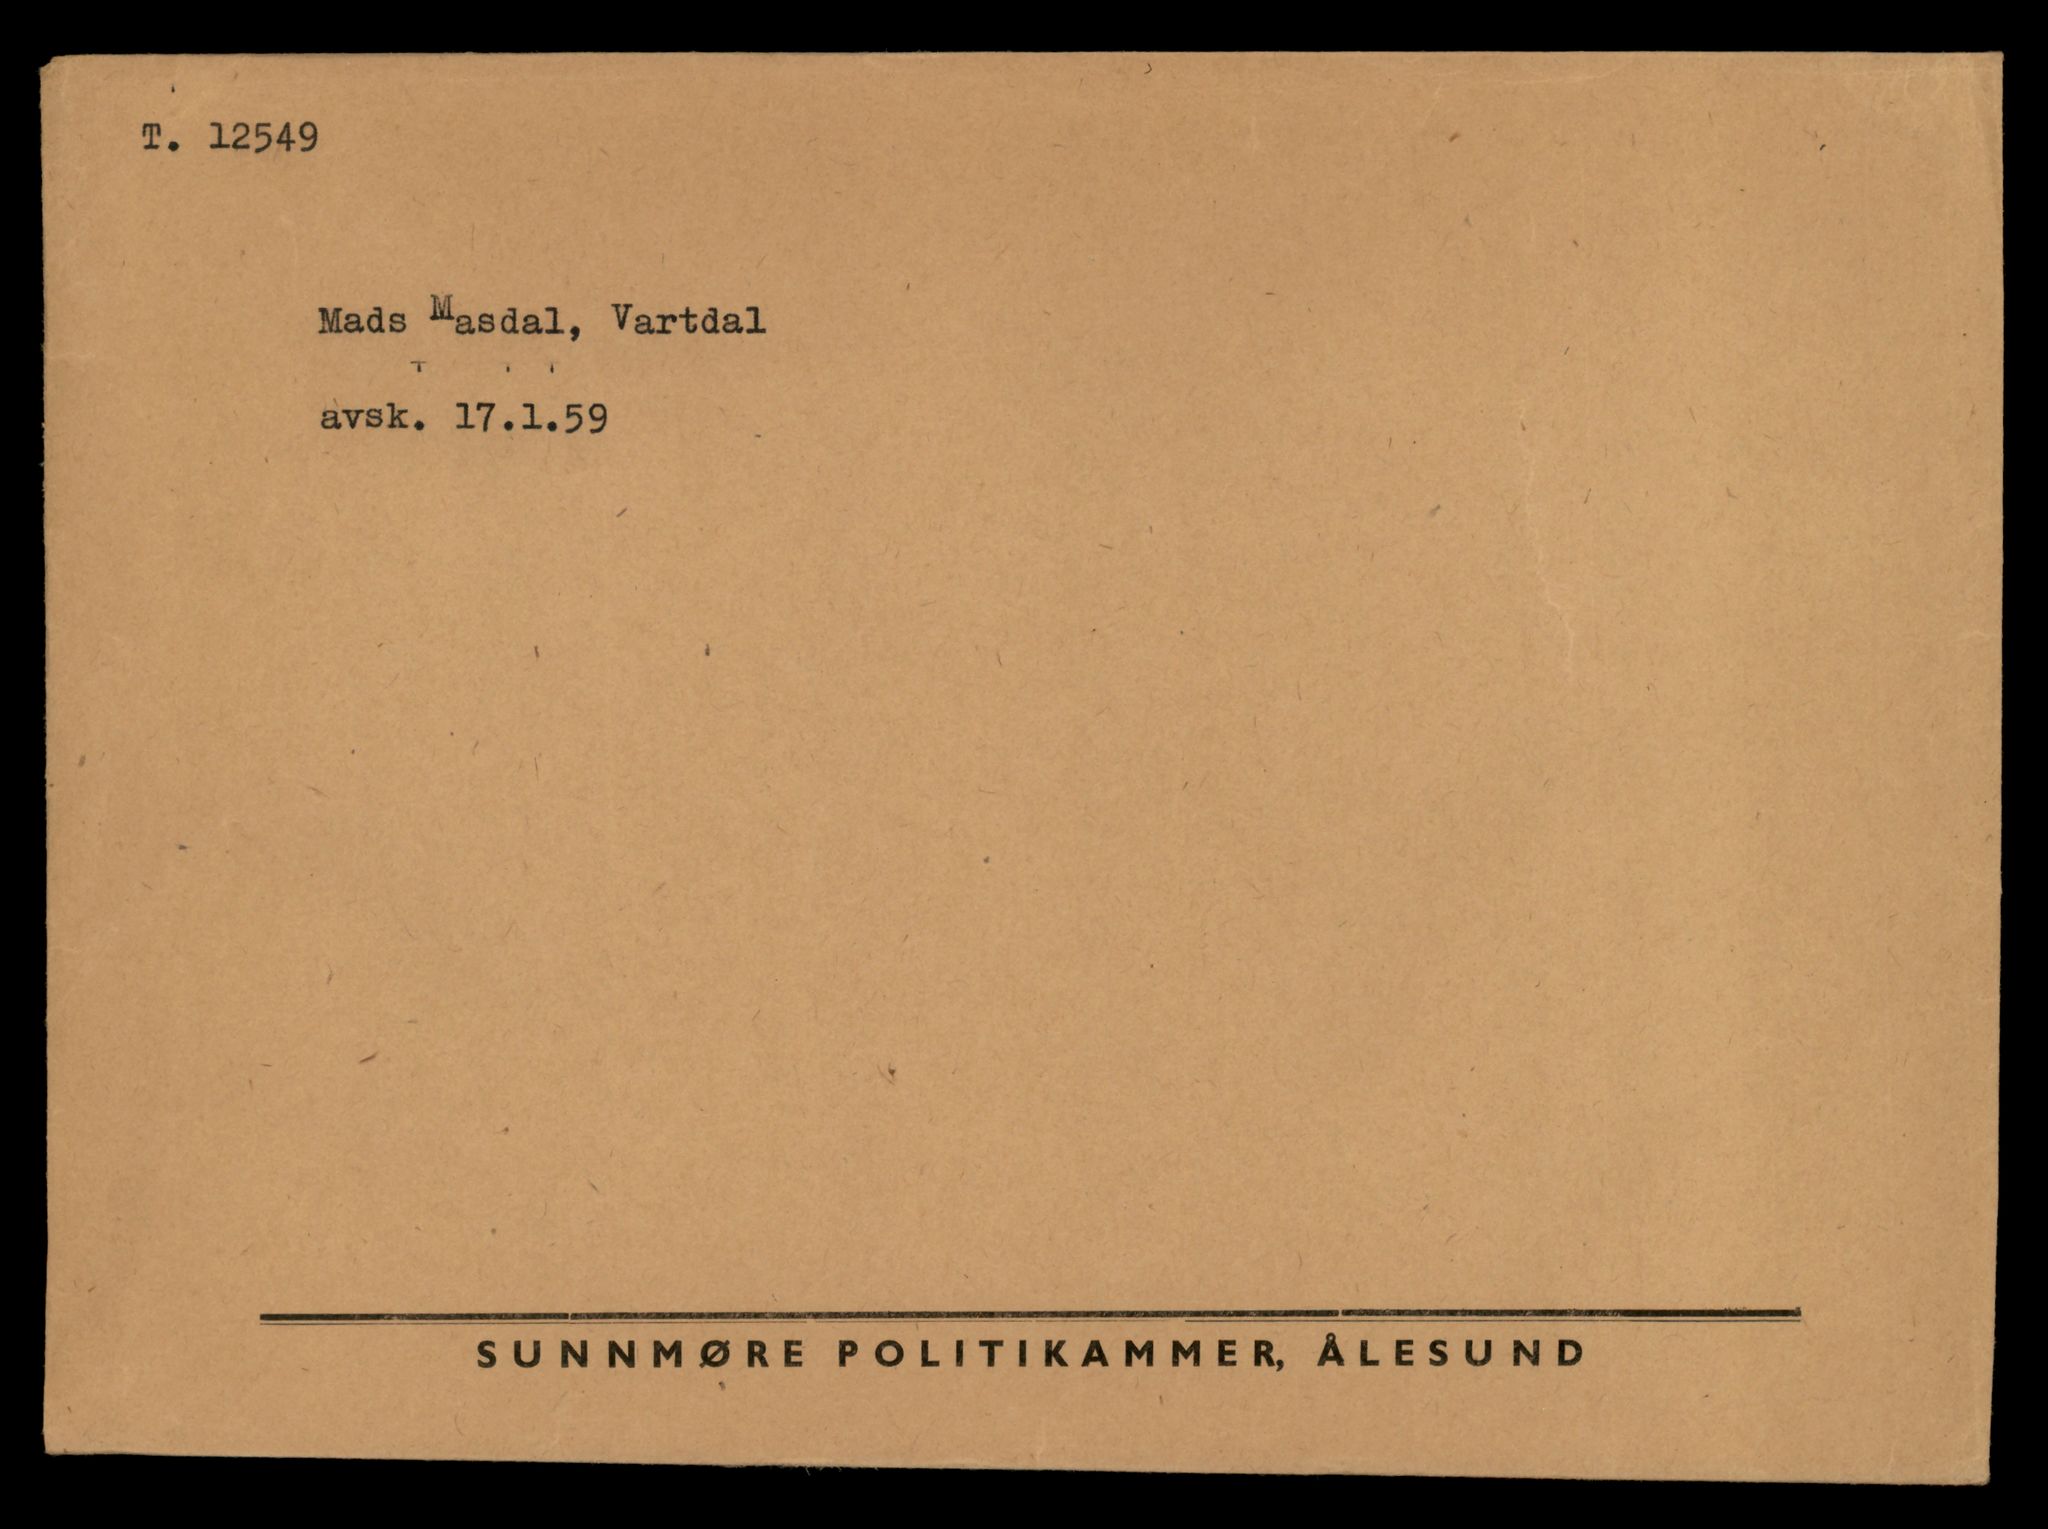 T. 12549
Mads Masdal, Vartdal
avsk. 17.1.59
SUNNMØRE POLITIKAMMER, ÅLESUND